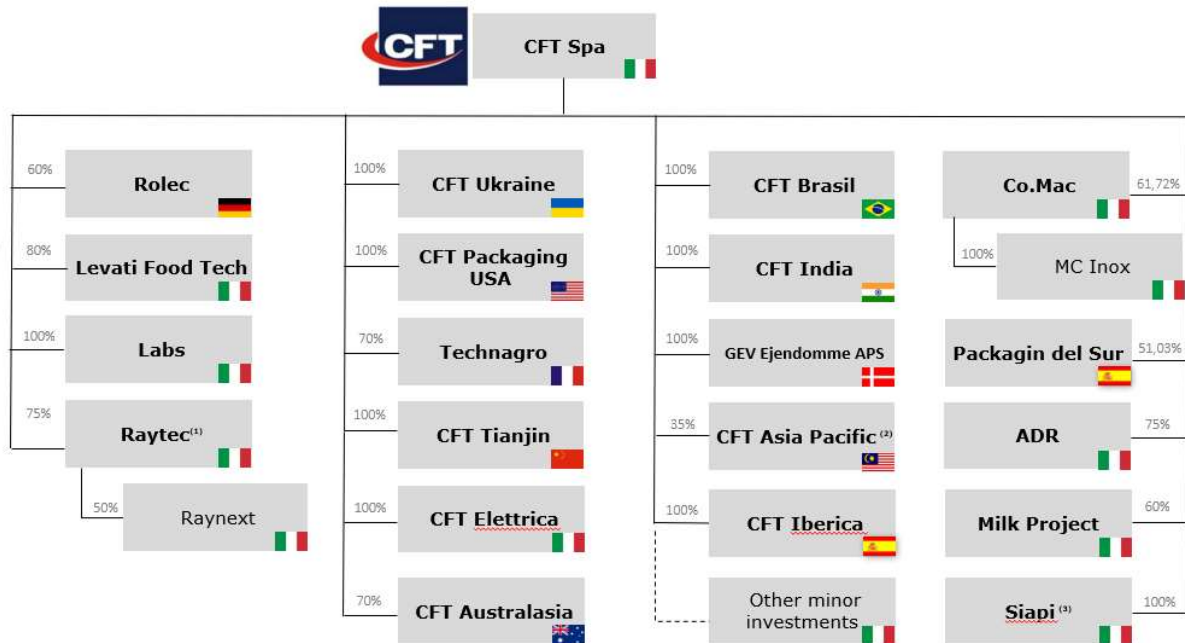 CFT
CFT Spa
60%
Rolec
80%
Levati Food Tech
100%
Labs
75%
Raytec (1)
50%
Raynext
100%
CFT Ukraine
100%
CFT Packaging
USA
70%
Technagro
100%
CFT Tianjin
100%
CFT Elettrica
70%
CFT Australasia
100%
CFT Brasil
100%
CFT India
100%
GEV Ejendomme APS
35%
CFT Asia Pacific (2)
100%
CFT Iberica
Other minor
investments
Co.Mac
61,72%
100%
MC Inox
Packagin del Sur
51,03%
ADR
75%
Milk Project
60%
Siapi (3)
100%